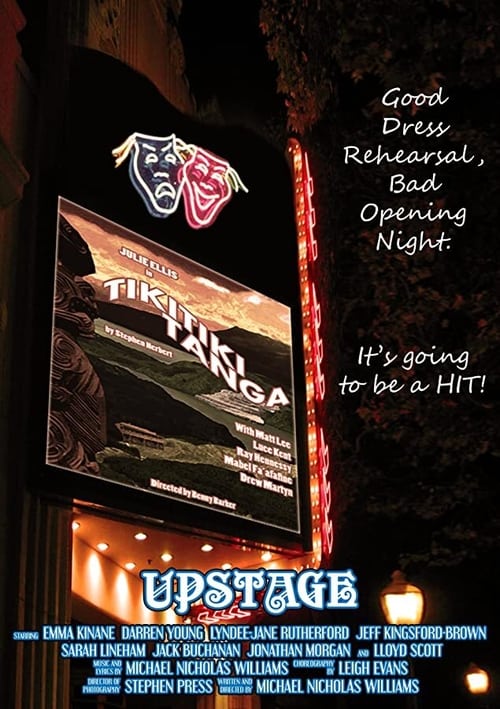 Good
Dress
Rehearsal,
Bad
Opening
Night.
It's going
to be a HIT!
JULIE ELLIS
in
TIKITIKI
TANGA
by Stephen Herbert
With Matt Lee
Luce Kent
Ray Hennessy
Mabel Fa'afafine
Drew Martyn
Directed by Benny Barker
UPSTAGE
STARRING EMMA KINANE DARREN YOUNG LYNDEE-JANE RUTHERFORD JEFF KINGSFORD-BROWN
SARAH LINEHAM JACK BUCHANAN JONATHAN MORGAN AND LLOYD SCOTT
MUSIC AND LYRICS BY MICHAEL NICHOLAS WILLIAMS CHOREOGRAPHY BY LEIGH EVANS
DIRECTOR OF PHOTOGRAPHY STEPHEN PRESS WRITTEN AND DIRECTED BY MICHAEL NICHOLAS WILLIAMS